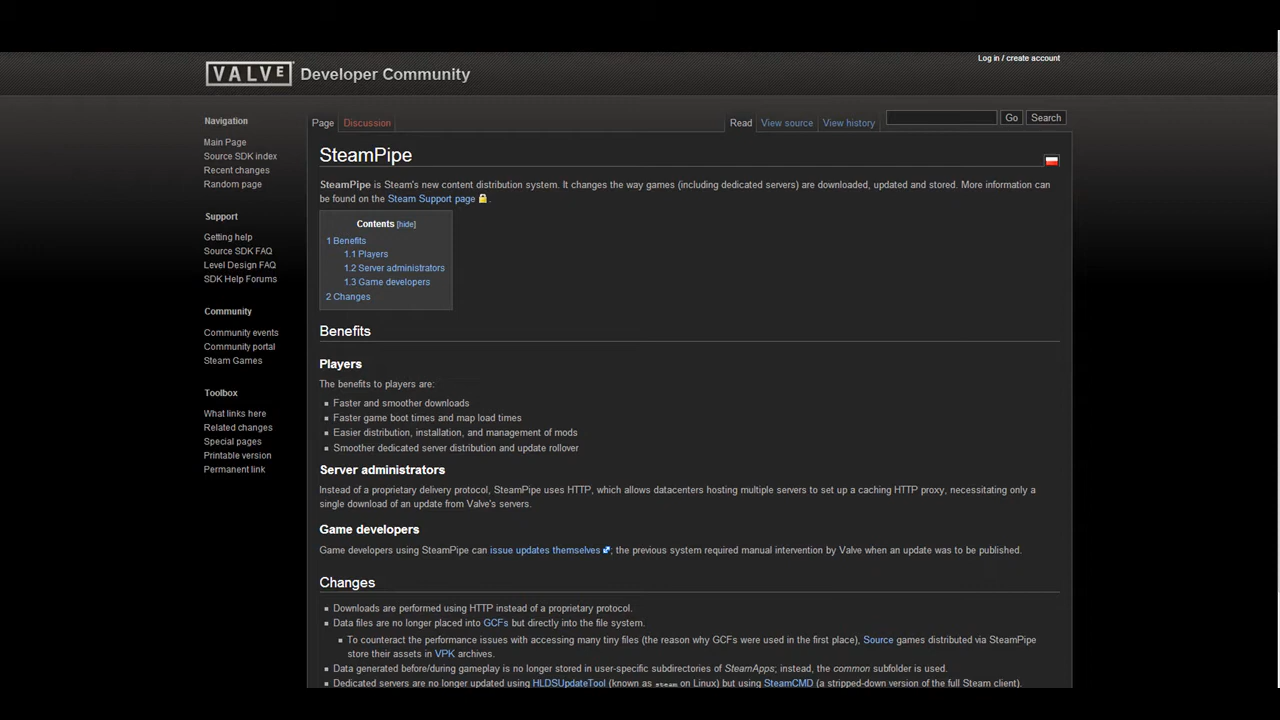 Log in / create account
VALVE Developer Community
Navigation
Main Page
Source SDK index
Recent changes
Random page
Support
Getting help
Source SDK FAQ
Level Design FAQ
SDK Help Forums
Community
Community events
Community portal
Steam Games
Toolbox
What links here
Related changes
Special pages
Printable version
Permanent link
Page Discussion Read View source View history Go Search
SteamPipe
SteamPipe is Steam's new content distribution system. It changes the way games (including dedicated servers) are downloaded, updated and stored. More information can
be found on the Steam Support page .
Contents [hide]
1 Benefits
1.1 Players
1.2 Server administrators
1.3 Game developers
2 Changes
Benefits
Players
The benefits to players are:
Faster and smoother downloads
Faster game boot times and map load times
Easier distribution, installation, and management of mods
Smoother dedicated server distribution and update rollover
Server administrators
Instead of a proprietary delivery protocol, SteamPipe uses HTTP, which allows datacenters hosting multiple servers to set up a caching HTTP proxy, necessitating only a
single download of an update from Valve's servers.
Game developers
Game developers using SteamPipe can issue updates themselves ; the previous system required manual intervention by Valve when an update was to be published.
Changes
Downloads are performed using HTTP instead of a proprietary protocol.
Data files are no longer placed into GCFs but directly into the file system.
To counteract the performance issues with accessing many tiny files (the reason why GCFs were used in the first place), Source games distributed via SteamPipe
store their assets in VPK archives.
Data generated before/during gameplay is no longer stored in user-specific subdirectories of SteamApps; instead, the common subfolder is used.
Dedicated servers are no longer updated using HLDSUpdateTool (known as steam on Linux) but using SteamCMD (a stripped-down version of the full Steam client).